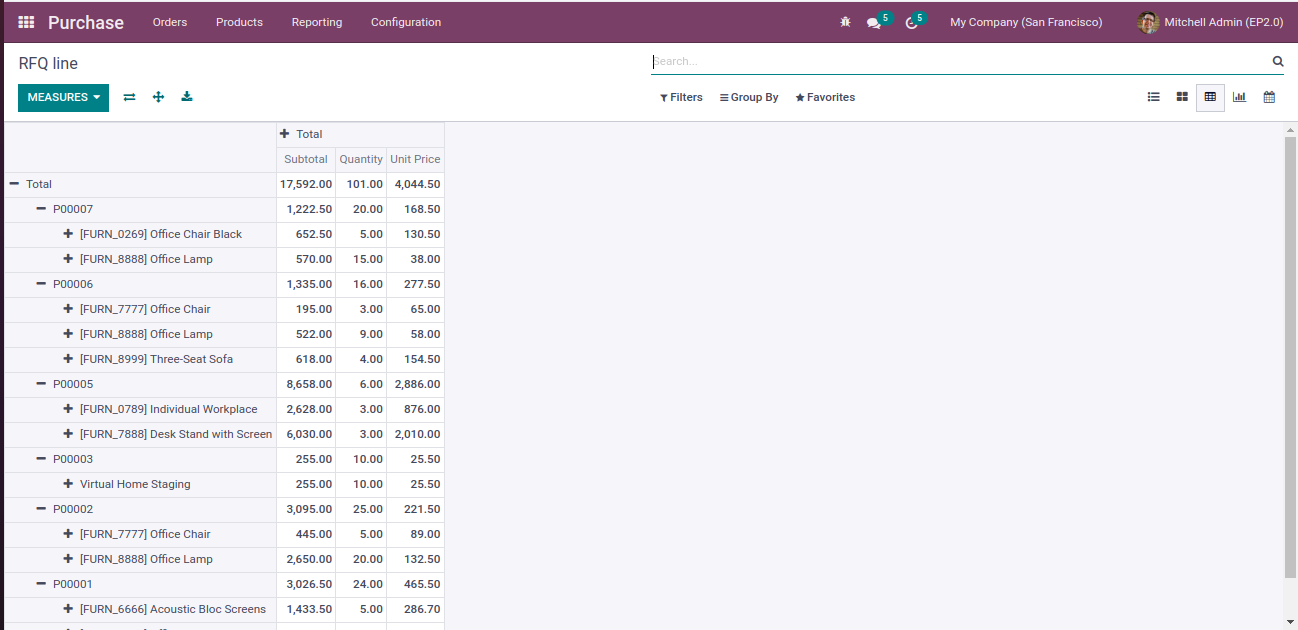 Purchase Orders Products Reporting Configuration 5 5 My Company (San Francisco) Mitchell Admin (EP2.0)
RFQ line Search...
MEASURES Filters Group By Favorites
Total
Subtotal Quantity Unit Price
Total 17,592.00 101.00 4,044.50
P00007 1,222.50 20.00 168.50
[FURN_0269] Office Chair Black 652.50 5.00 130.50
[FURN_8888] Office Lamp 570.00 15.00 38.00
P00006 1,335.00 16.00 277.50
[FURN_7777] Office Chair 195.00 3.00 65.00
[FURN_8888] Office Lamp 522.00 9.00 58.00
[FURN_8999] Three-Seat Sofa 618.00 4.00 154.50
P00005 8,658.00 6.00 2,886.00
[FURN_0789] Individual Workplace 2,628.00 3.00 876.00
[FURN_7888] Desk Stand with Screen 6,030.00 3.00 2,010.00
P00003 255.00 10.00 25.50
Virtual Home Staging 255.00 10.00 25.50
P00002 3,095.00 25.00 221.50
[FURN_7777] Office Chair 445.00 5.00 89.00
[FURN_8888] Office Lamp 2,650.00 20.00 132.50
P00001 3,026.50 24.00 465.50
[FURN_6666] Acoustic Bloc Screens 1,433.50 5.00 286.70